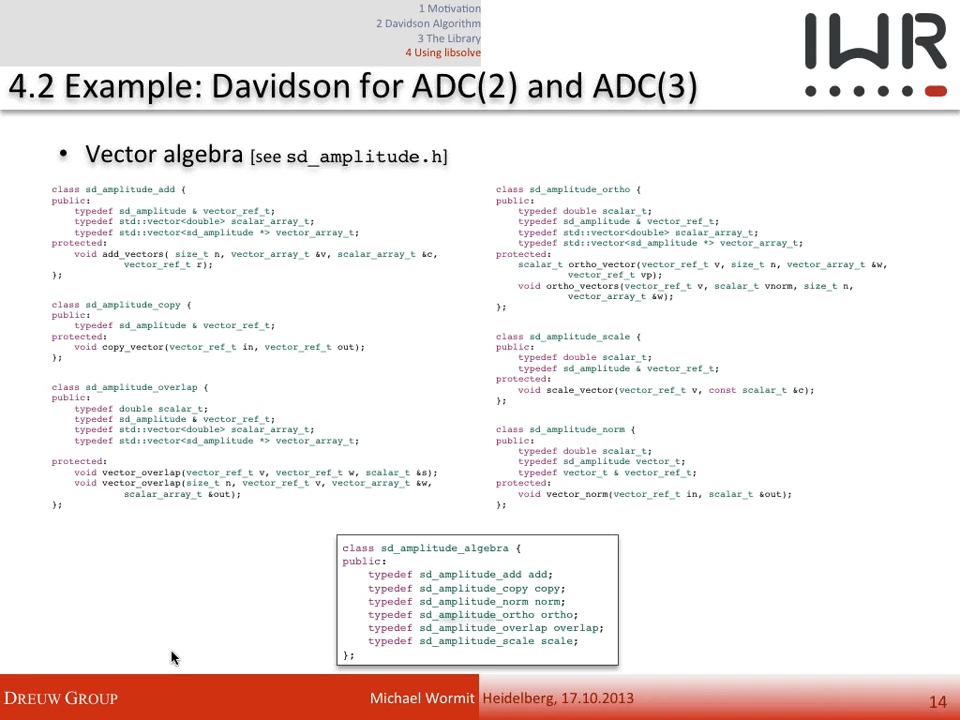 1 Motivation
2 Davidson Algorithm
3 The Library
4 Using libsolve
IWR
4.2 Example: Davidson for ADC(2) and ADC(3)
• Vector algebra [see sd_amplitude.h]
class sd_amplitude_add {
public:
typedef sd_amplitude & vector_ref_t;
typedef std::vector<double> scalar_array_t;
typedef std::vector<sd_amplitude *> vector_array_t;
protected:
void add_vectors( size_t n, vector_array_t &v, scalar_array_t &c,
vector_ref_t r);
};
class sd_amplitude_copy {
public:
typedef sd_amplitude & vector_ref_t;
protected:
void copy_vector(vector_ref_t in, vector_ref_t out);
};
class sd_amplitude_overlap {
public:
typedef double scalar_t;
typedef sd_amplitude & vector_ref_t;
typedef std::vector<double> scalar_array_t;
typedef std::vector<sd_amplitude *> vector_array_t;
protected:
void vector_overlap(vector_ref_t v, vector_ref_t w, scalar_t &s);
void vector_overlap(size_t n, vector_ref_t v, vector_array_t &w,
scalar_array_t &out);
};
class sd_amplitude_ortho {
public:
typedef double scalar_t;
typedef sd_amplitude & vector_ref_t;
typedef std::vector<double> scalar_array_t;
typedef std::vector<sd_amplitude *> vector_array_t;
protected:
scalar_t ortho_vector(vector_ref_t v, size_t n, vector_array_t &w,
vector_ref_t vp);
void ortho_vectors(vector_ref_t v, scalar_t vnorm, size_t n,
vector_array_t &w);
};
class sd_amplitude_scale {
public:
typedef double scalar_t;
typedef sd_amplitude & vector_ref_t;
protected:
void scale_vector(vector_ref_t v, const scalar_t &c);
};
class sd_amplitude_norm {
public:
typedef double scalar_t;
typedef sd_amplitude vector_t;
typedef vector_t & vector_ref_t;
protected:
void vector_norm(vector_ref_t in, scalar_t &out);
};
class sd_amplitude_algebra {
public:
typedef sd_amplitude_add add;
typedef sd_amplitude_copy copy;
typedef sd_amplitude_norm norm;
typedef sd_amplitude_ortho ortho;
typedef sd_amplitude_overlap overlap;
typedef sd_amplitude_scale scale;
};
DREUW GROUP
Michael Wormit Heidelberg, 17.10.2013
14